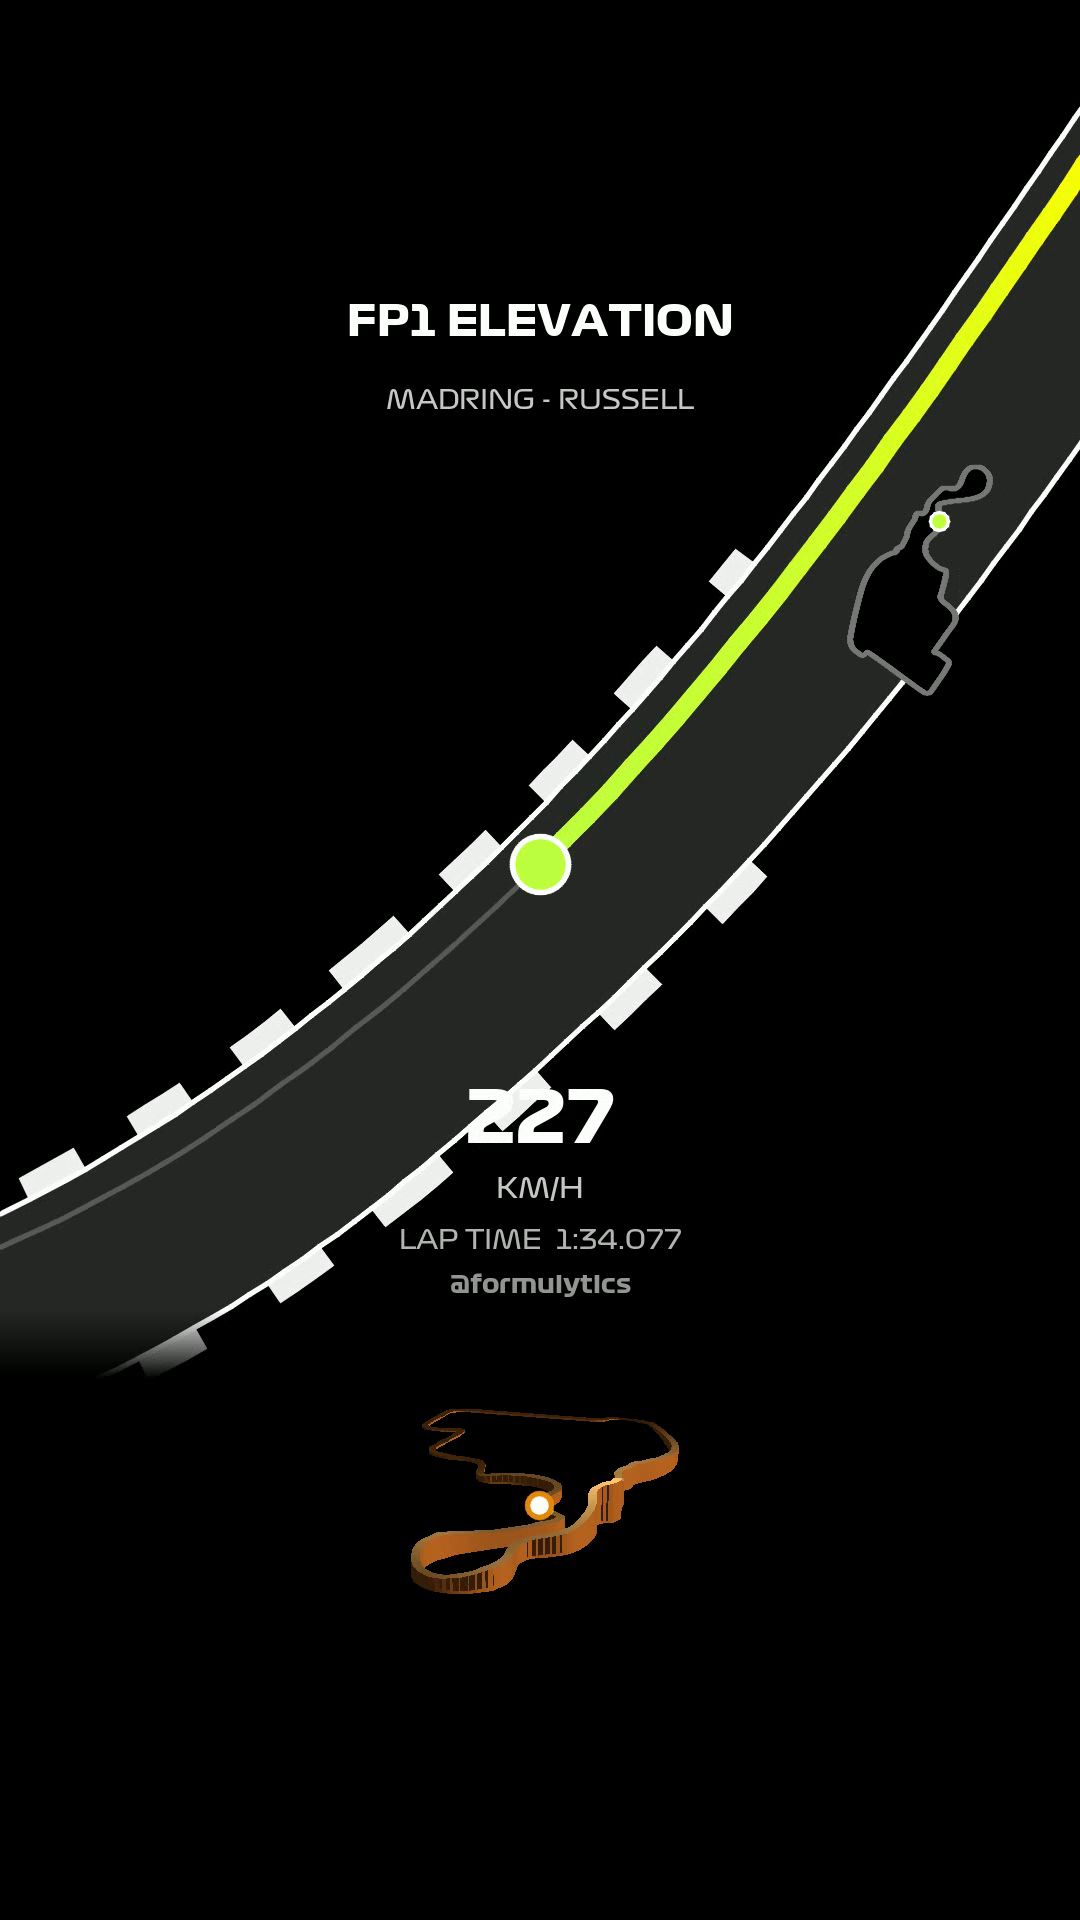 FP1 ELEVATION
MADRING - RUSSELL
227
KM/H
LAP TIME 1:34.077
@formulytics